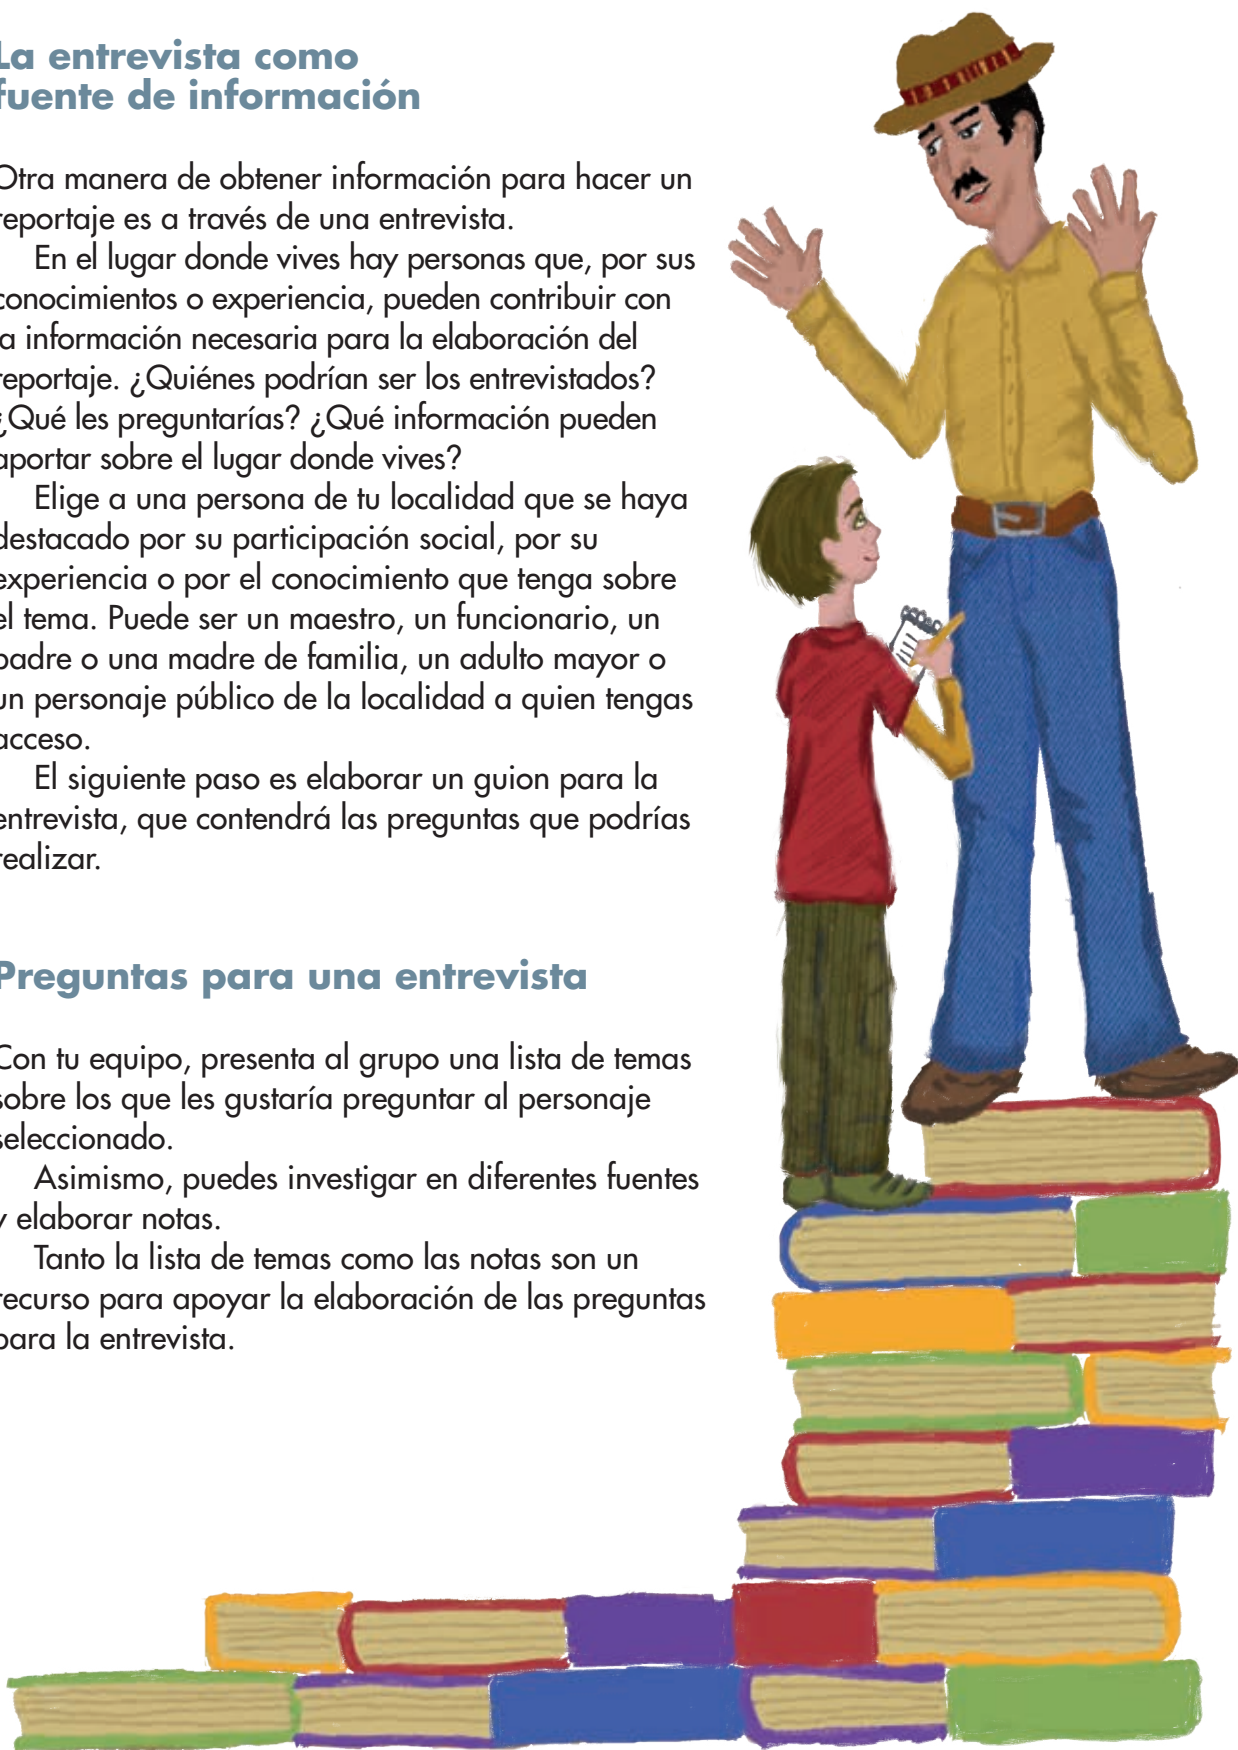 La entrevista como
fuente de información
Otra manera de obtener información para hacer un
reportaje es a través de una entrevista.
En el lugar donde vives hay personas que, por sus
conocimientos o experiencia, pueden contribuir con
la información necesaria para la elaboración del
reportaje. ¿Quiénes podrían ser los entrevistados?
¿Qué les preguntarías? ¿Qué información pueden
aportar sobre el lugar donde vives?
Elige a una persona de tu localidad que se haya
destacado por su participación social, por su
experiencia o por el conocimiento que tenga sobre
el tema. Puede ser un maestro, un funcionario, un
padre o una madre de familia, un adulto mayor o
un personaje público de la localidad a quien tengas
acceso.
El siguiente paso es elaborar un guion para la
entrevista, que contendrá las preguntas que podrías
realizar.
Preguntas para una entrevista
Con tu equipo, presenta al grupo una lista de temas
sobre los que les gustaría preguntar al personaje
seleccionado.
Asimismo, puedes investigar en diferentes fuentes
y elaborar notas.
Tanto la lista de temas como las notas son un
recurso para apoyar la elaboración de las preguntas
para la entrevista.